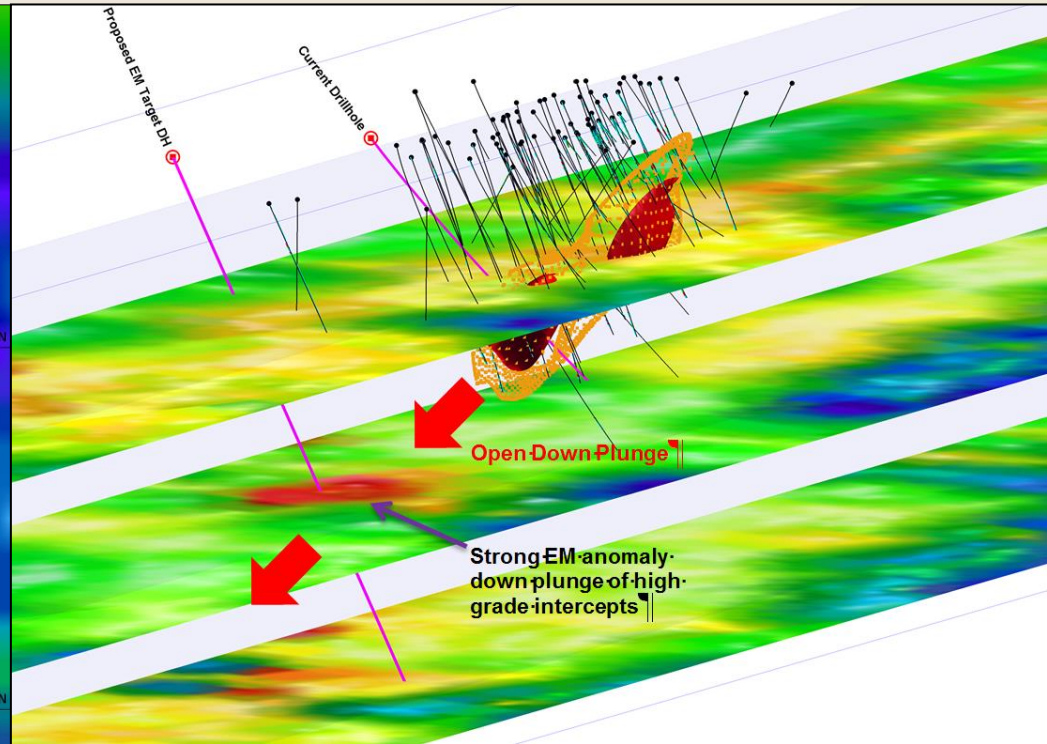 Proposed EM Target DH
Current Drillhole
Open·Down·Plunge¶
Strong·EM·anomaly·
down·plunge·of·high·
grade·intercepts¶
N
N